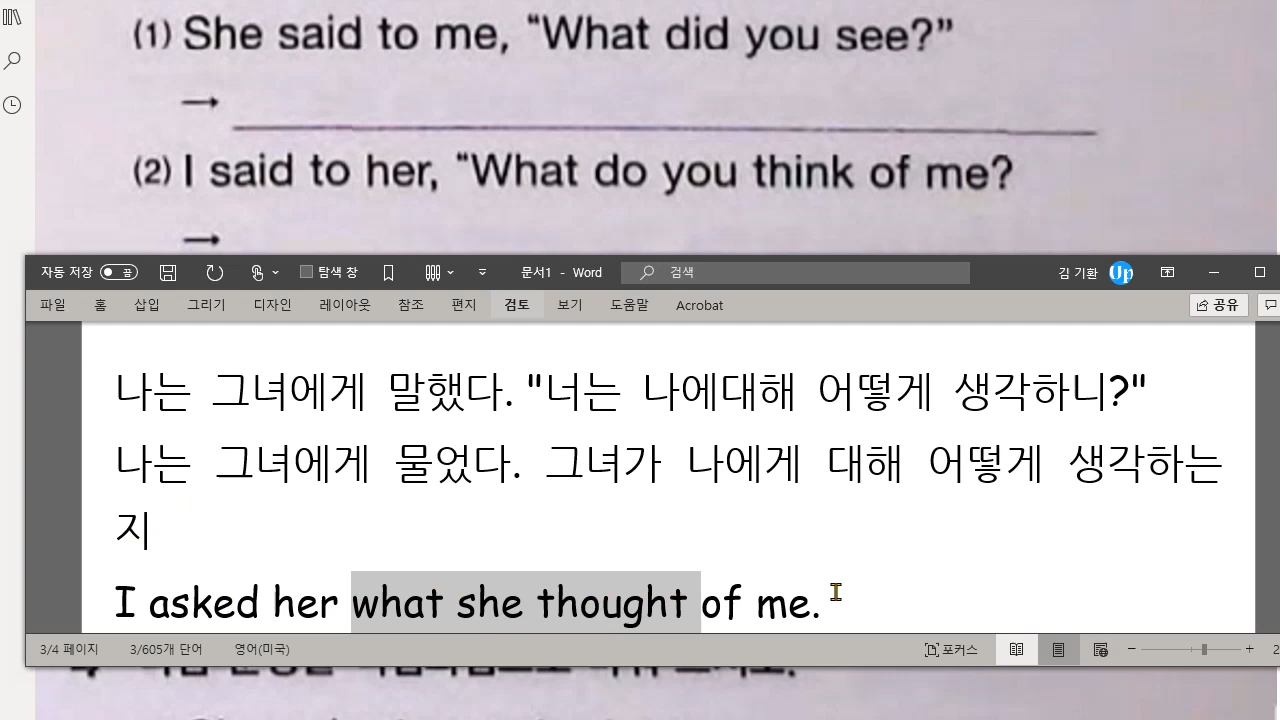 (1) She said to me, “What did you see?”
→
(2) I said to her, “What do you think of me?
→
자동 저장 끔 탐색 창 문서1 - Word 검색 김 기환 Up
파일 홈 삽입 그리기 디자인 레이아웃 참조 편지 검토 보기 도움말 Acrobat 공유
나는 그녀에게 말했다. "너는 나에대해 어떻게 생각하니?"
나는 그녀에게 물었다. 그녀가 나에게 대해 어떻게 생각하는
지
I asked her what she thought of me.
3/4 페이지 3/605개 단어 영어(미국) 포커스 2